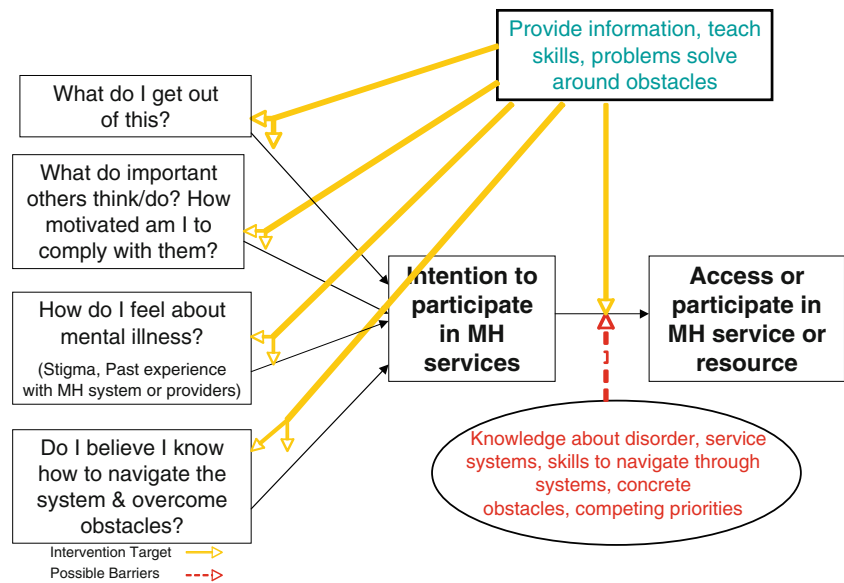 Provide information, teach
skills, problems solve
around obstacles
What do I get out
of this?
What do important
others think/do? How
motivated am I to
comply with them?
How do I feel about
mental illness?
(Stigma, Past experience
with MH system or providers)
Do I believe I know
how to navigate the
system & overcome
obstacles?
Intention to
participate
in MH
services
Access or
participate in
MH service or
resource
Knowledge about disorder, service
systems, skills to navigate through
systems, concrete
obstacles, competing priorities
Intervention Target
Possible Barriers